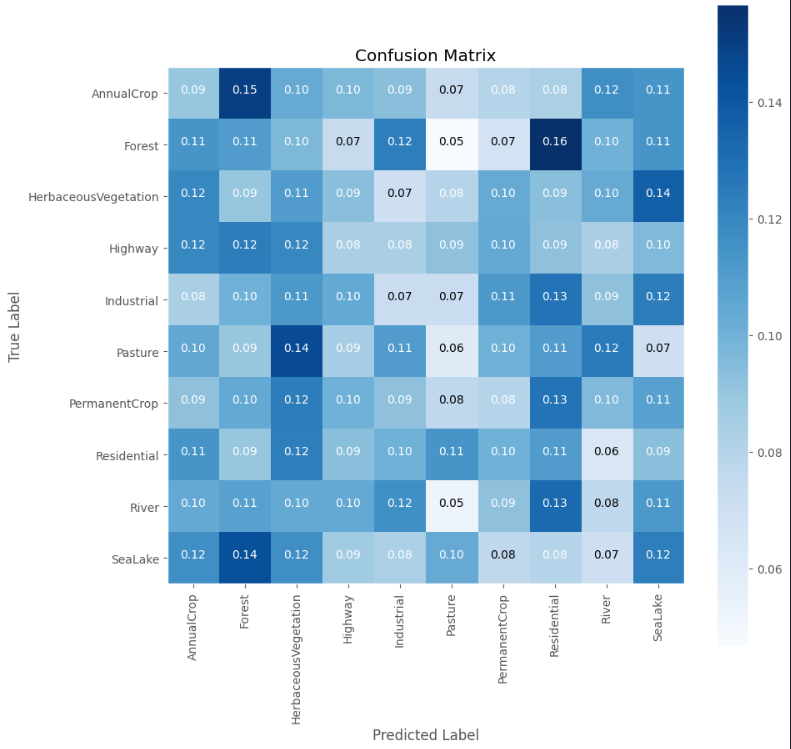 Confusion Matrix
AnnualCrop 0.09 0.15 0.10 0.10 0.09 0.07 0.08 0.08 0.12 0.11
Forest 0.11 0.11 0.10 0.07 0.12 0.05 0.07 0.16 0.10 0.11
HerbaceousVegetation 0.12 0.09 0.11 0.09 0.07 0.08 0.10 0.09 0.10 0.14
Highway 0.12 0.12 0.12 0.08 0.08 0.09 0.10 0.09 0.08 0.10
Industrial 0.08 0.10 0.11 0.10 0.07 0.07 0.11 0.13 0.09 0.12
Pasture 0.10 0.09 0.14 0.09 0.11 0.06 0.10 0.11 0.12 0.07
PermanentCrop 0.09 0.10 0.12 0.10 0.09 0.08 0.08 0.13 0.10 0.11
Residential 0.11 0.09 0.12 0.09 0.10 0.11 0.10 0.11 0.06 0.09
River 0.10 0.11 0.10 0.10 0.12 0.05 0.09 0.13 0.08 0.11
SeaLake 0.12 0.14 0.12 0.09 0.08 0.10 0.08 0.08 0.07 0.12
True Label
AnnualCrop
Forest
HerbaceousVegetation
Highway
Industrial
Pasture
PermanentCrop
Residential
River
SeaLake
Predicted Label
0.14
0.12
0.10
0.08
0.06